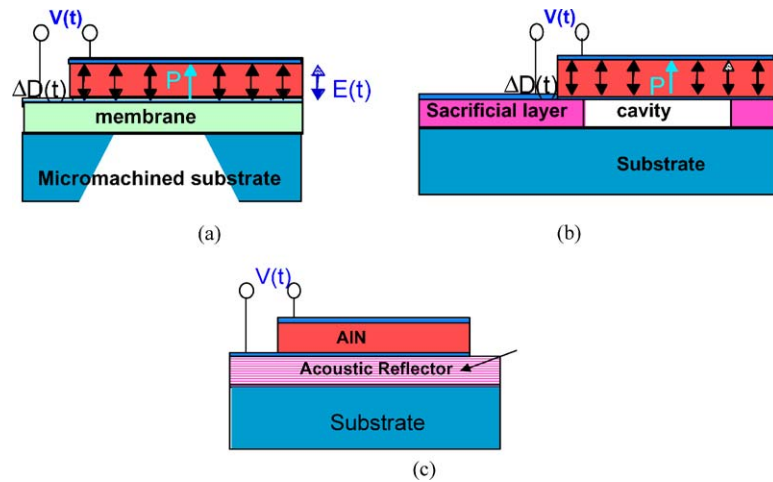 V(t)
ΔD(t)
P
E(t)
membrane
Micromachined substrate
(a)
V(t)
ΔD(t)
P
Sacrificial layer
cavity
Substrate
(b)
V(t)
AlN
Acoustic Reflector
Substrate
(c)